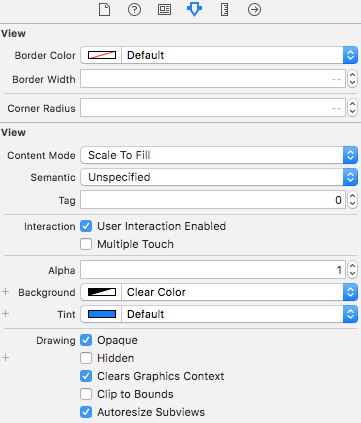 View
Border Color Default
Border Width --
Corner Radius --
View
Content Mode Scale To Fill
Semantic Unspecified
Tag 0
Interaction User Interaction Enabled
Multiple Touch
Alpha 1
+ Background Clear Color
+ Tint Default
Drawing Opaque
+ Hidden
Clears Graphics Context
Clip to Bounds
Autoresize Subviews